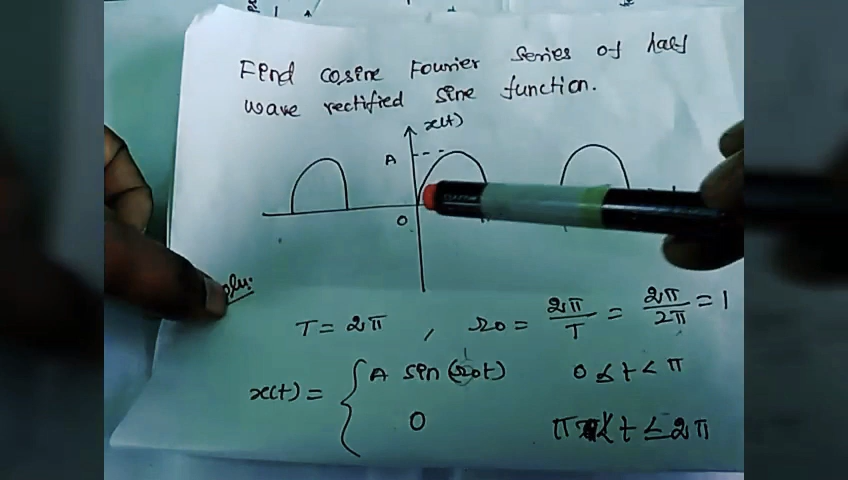 Find cosine Fourier series of half
wave rectified sine function.
x(t)
A
0
Solu:
T = 2π , Ω0 = 2π/T = 2π/2π = 1
x(t) = { A sin(Ω0t) 0 ≤ t < π
0 π < t ≤ 2π